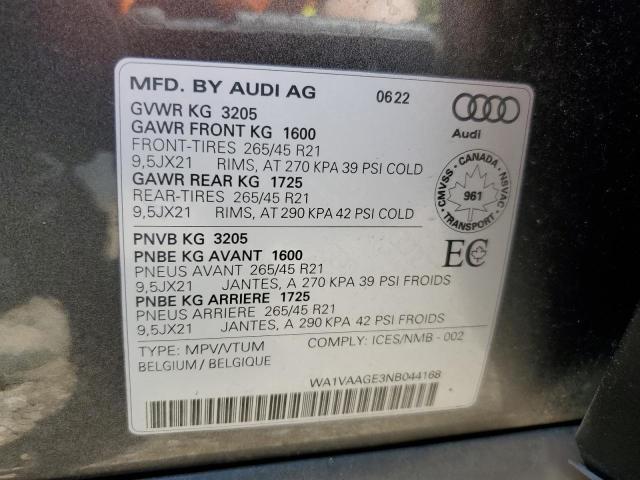 MFD. BY AUDI AG 0622
Audi
GVWR KG 3205
GAWR FRONT KG 1600
FRONT-TIRES 265/45 R21
9,5JX21 RIMS, AT 270 KPA 39 PSI COLD
GAWR REAR KG 1725
REAR-TIRES 265/45 R21
9,5JX21 RIMS, AT 290 KPA 42 PSI COLD
CMVSS - CANADA - NSVAC
961
TRANSPORT
PNVB KG 3205
PNBE KG AVANT 1600
PNEUS AVANT 265/45 R21
9,5JX21 JANTES, A 270 KPA 39 PSI FROIDS
PNBE KG ARRIERE 1725
PNEUS ARRIERE 265/45 R21
9,5JX21 JANTES, A 290 KPA 42 PSI FROIDS
EC
TYPE: MPV/VTUM COMPLY: ICES/NMB - 002
BELGIUM / BELGIQUE
WA1VAAGE3NB044168